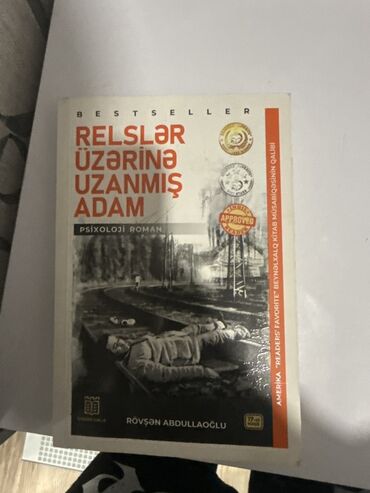 BESTSELLER
RELSLƏR
ÜZƏRİNƏ
UZANMIŞ
ADAM
PSİXOLOJİ ROMAN
APPROVED
AMERİKA "READERS' FAVORITE" BEYNƏLXALQ KİTAB MÜSABİQƏSİNİN QALİBİ
RÖVŞƏN ABDULLAOĞLU